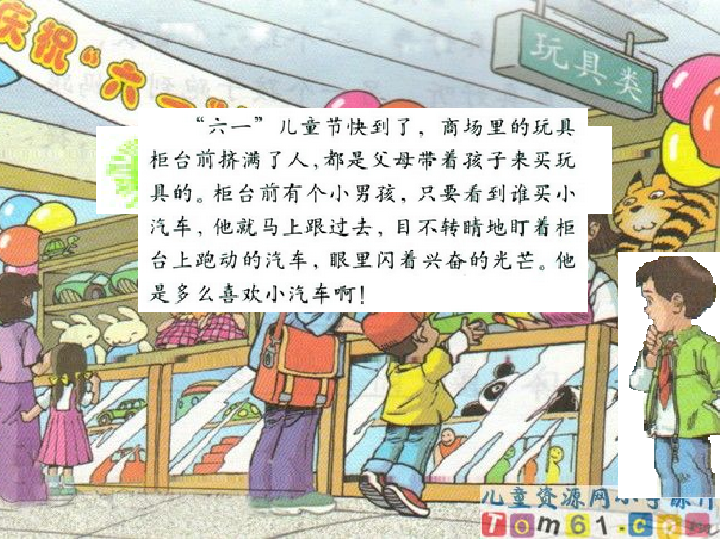 庆祝“六一”
玩具类
“六一”儿童节快到了，商场里的玩具
柜台前挤满了人，都是父母带着孩子来买玩
具的。柜台前有个小男孩，只要看到谁买小
汽车，他就马上跟过去，目不转睛地盯着柜
台上跑动的汽车，眼里闪着兴奋的光芒。他
是多么喜欢小汽车啊！
儿童资源网小学课件
Tom61.c